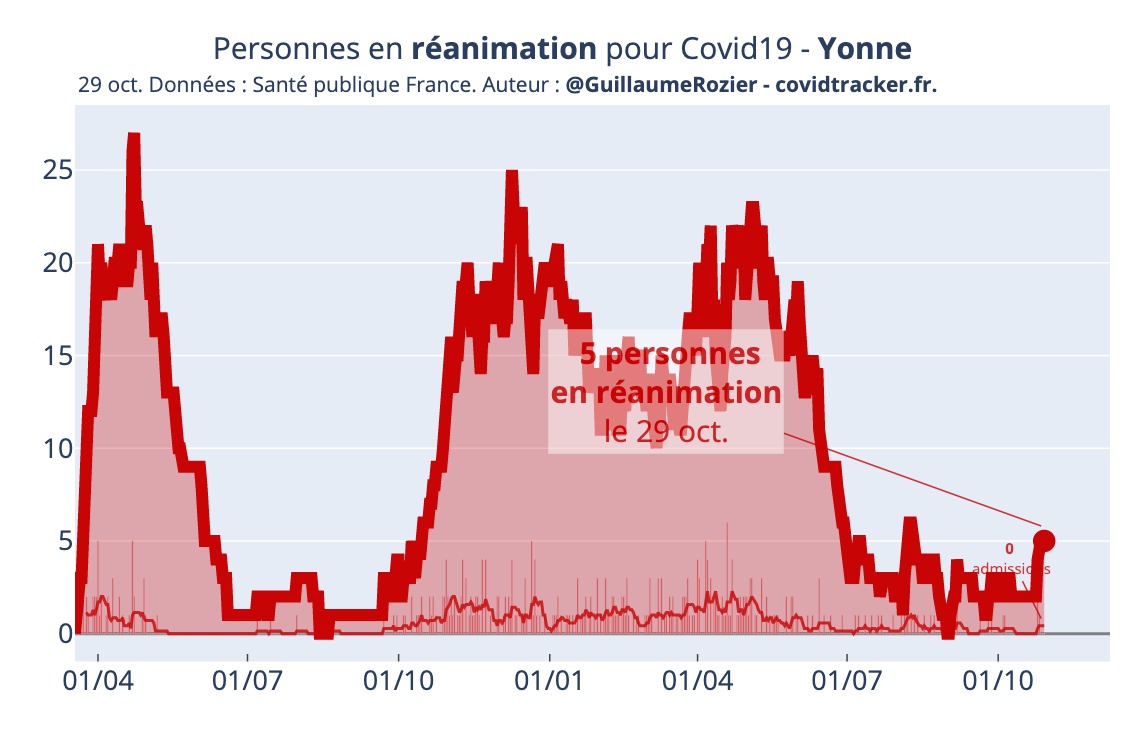 Personnes en réanimation pour Covid19 - Yonne
29 oct. Données : Santé publique France. Auteur : @GuillaumeRozier - covidtracker.fr.
25
20
15
10
5
0
5 personnes
en réanimation
le 29 oct.
0
admissions
01/04
01/07
01/10
01/01
01/04
01/07
01/10